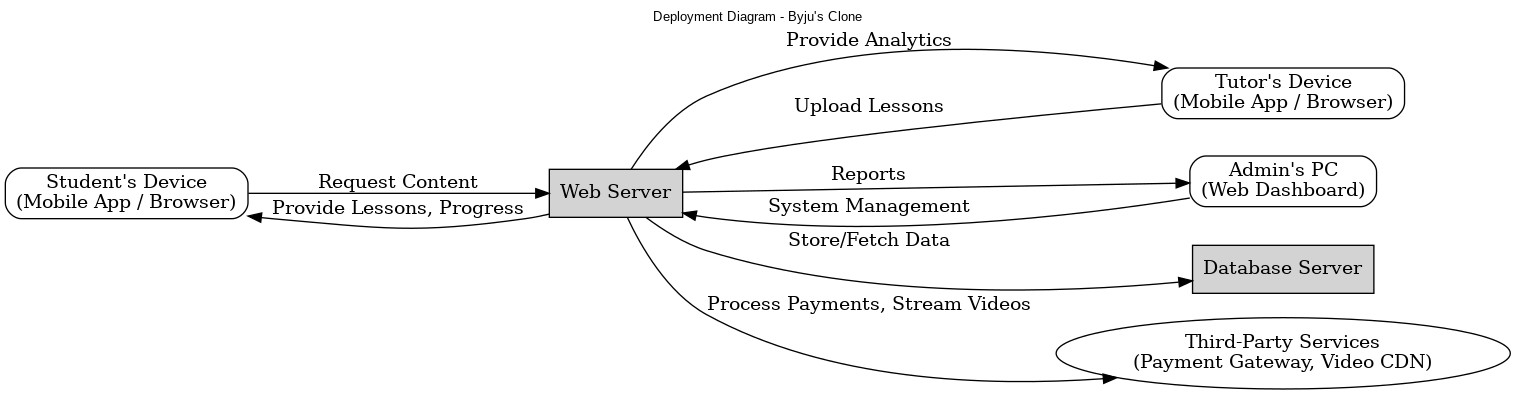 Deployment Diagram - Byju's Clone
Provide Analytics
Tutor's Device
(Mobile App / Browser)
Upload Lessons
Student's Device
(Mobile App / Browser)
Request Content
Provide Lessons, Progress
Web Server
Reports
Admin's PC
(Web Dashboard)
System Management
Store/Fetch Data
Database Server
Process Payments, Stream Videos
Third-Party Services
(Payment Gateway, Video CDN)